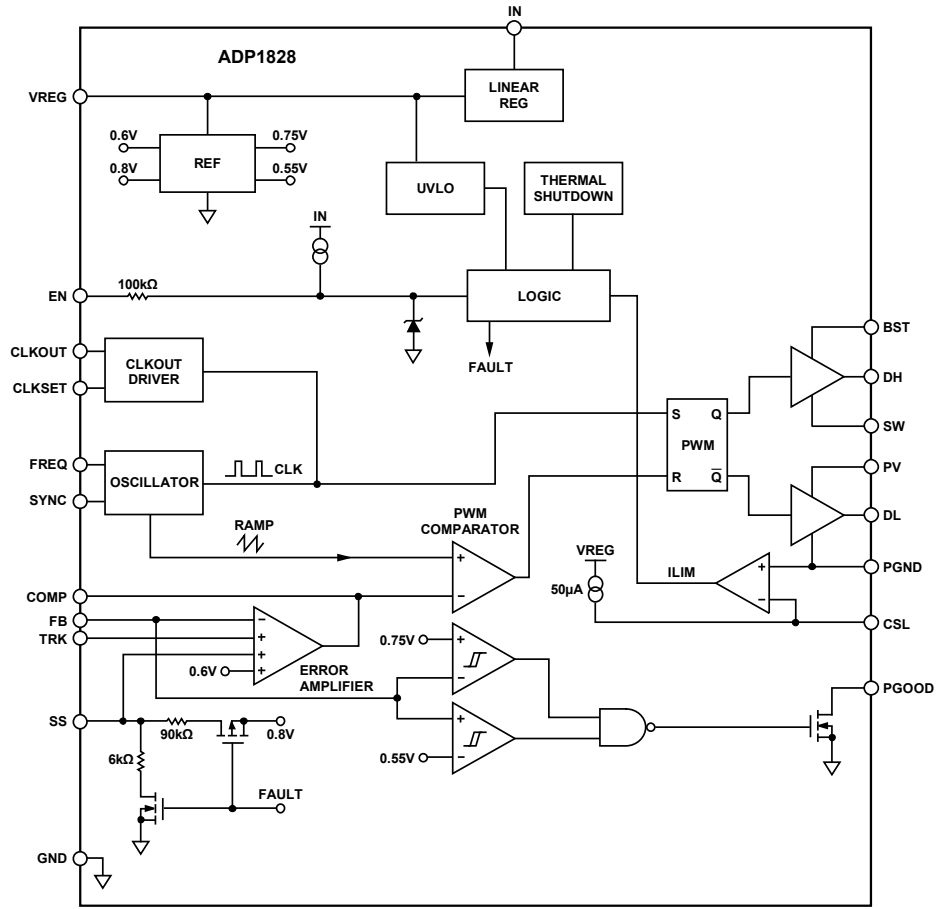 IN
ADP1828
VREG
LINEAR
REG
0.6V
0.8V
REF
0.75V
0.55V
UVLO
THERMAL
SHUTDOWN
IN
EN
100kΩ
LOGIC
FAULT
CLKOUT
CLKSET
CLKOUT
DRIVER
BST
DH
SW
S
Q
PWM
R
Q̅
FREQ
SYNC
OSCILLATOR
CLK
PV
DL
RAMP
PWM
COMPARATOR
+
−
VREG
50µA
ILIM
+
−
PGND
CSL
COMP
FB
TRK
−
+
+
+
0.6V
ERROR
AMPLIFIER
0.75V
+
−
+
−
0.55V
PGOOD
SS
90kΩ
0.8V
6kΩ
FAULT
GND